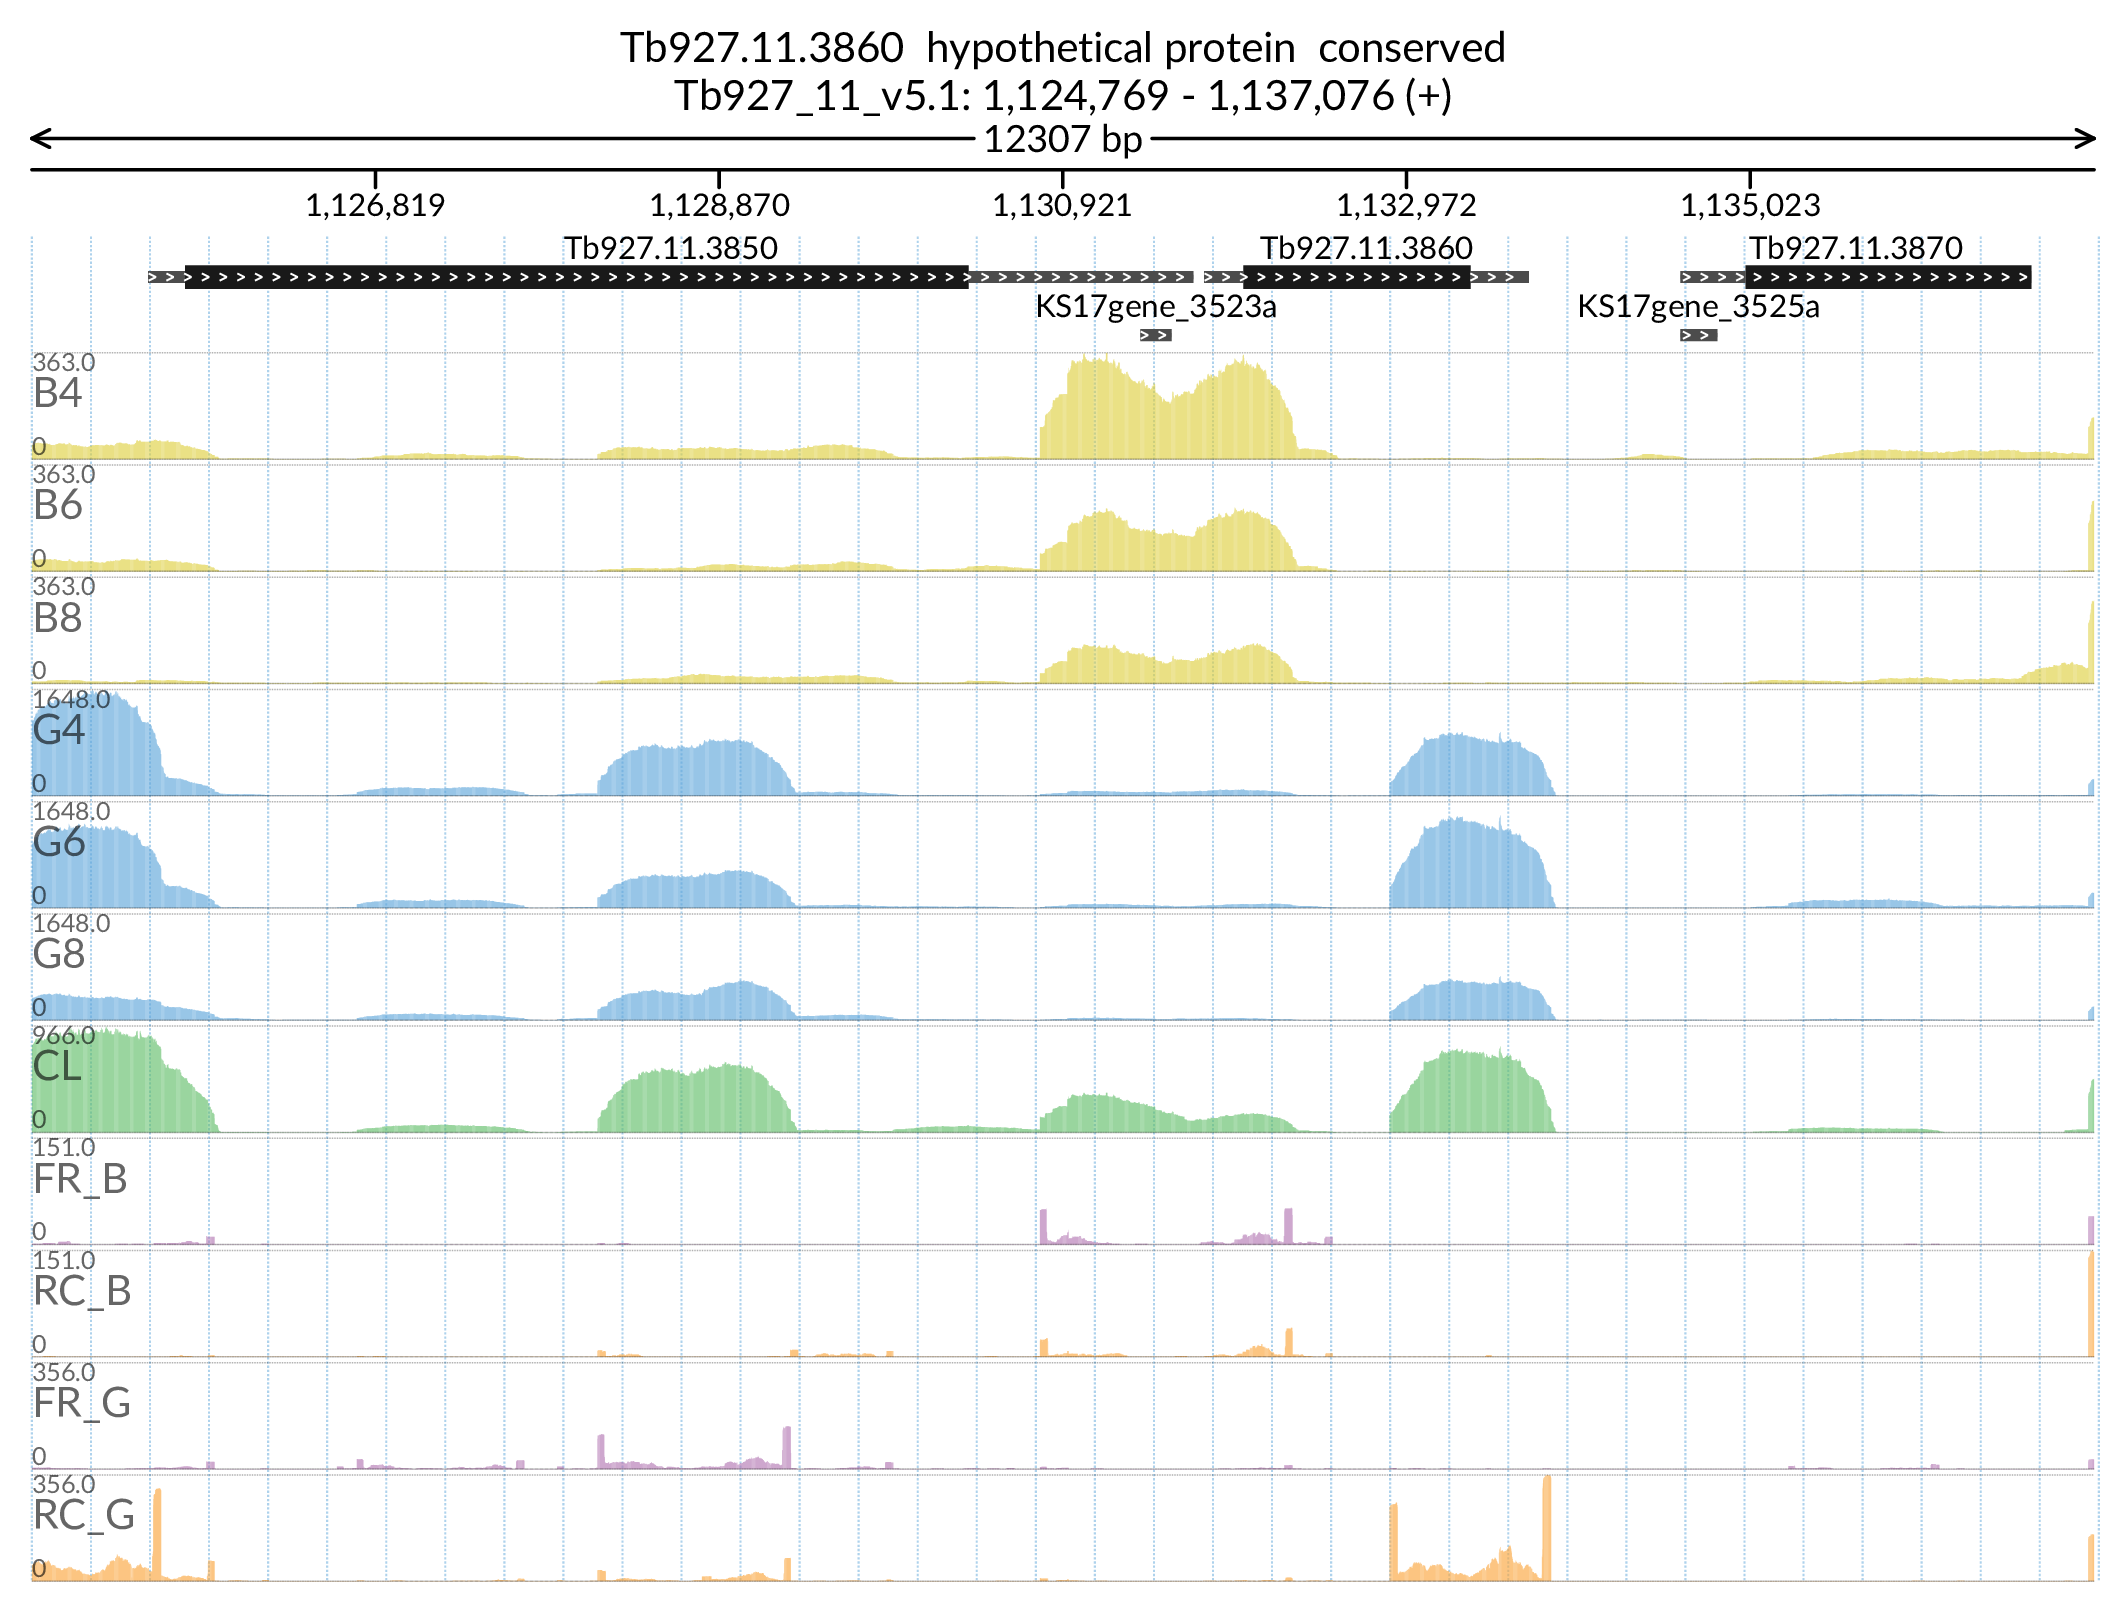 Tb927.11.3860 hypothetical protein conserved
Tb927_11_v5.1: 1,124,769 - 1,137,076 (+)
12307 bp
1,126,819 1,128,870 1,130,921 1,132,972 1,135,023
Tb927.11.3850 Tb927.11.3860 Tb927.11.3870
KS17gene_3523a KS17gene_3525a
363.0
B4
0
363.0
B6
0
363.0
B8
0
1648.0
G4
0
1648.0
G6
0
1648.0
G8
0
966.0
CL
0
151.0
FR_B
0
151.0
RC_B
0
356.0
FR_G
0
356.0
RC_G
0